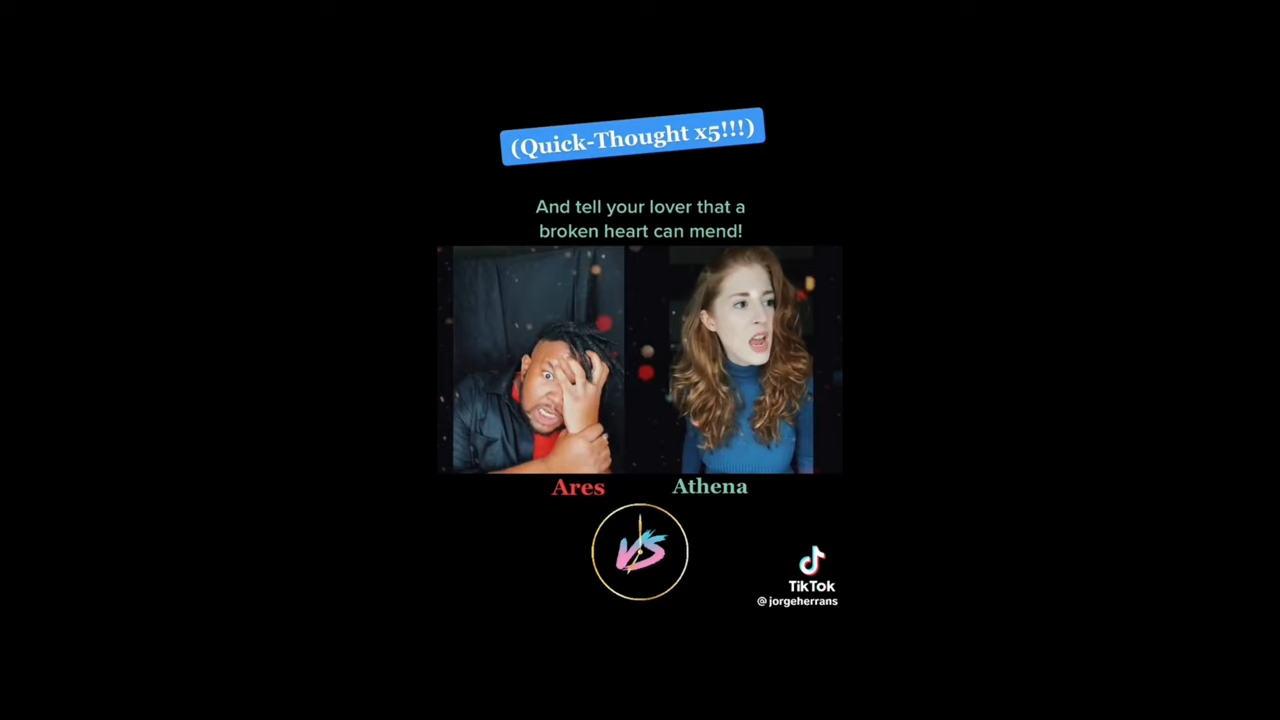 (Quick-Thought x5!!!)
And tell your lover that a
broken heart can mend!
Ares
Athena
VS
TikTok
@jorgeherrans